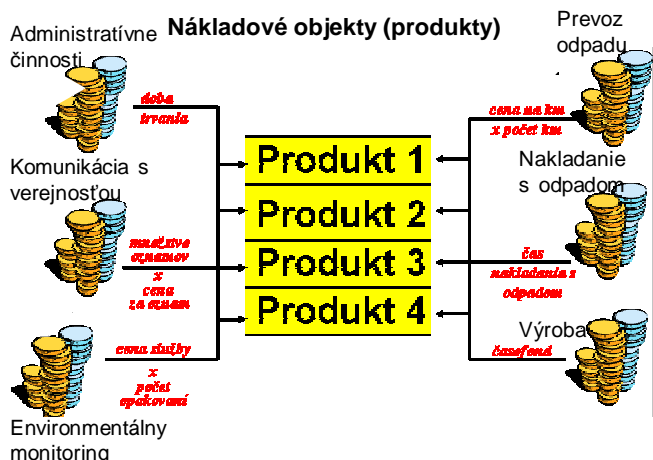 Nákladové objekty (produkty)
Administratívne
činnosti
doba
trvania
Komunikácia s
verejnosťou
množstvo
oznamov
x
cena
za oznam
cena služby
x
počet
opakovaní
Environmentálny
monitoring
Produkt 1
Produkt 2
Produkt 3
Produkt 4
Prevoz
odpadu
cena na km
x počet km
Nakladanie
s odpadom
čas
nakladania s
odpadom
Výroba
časefond